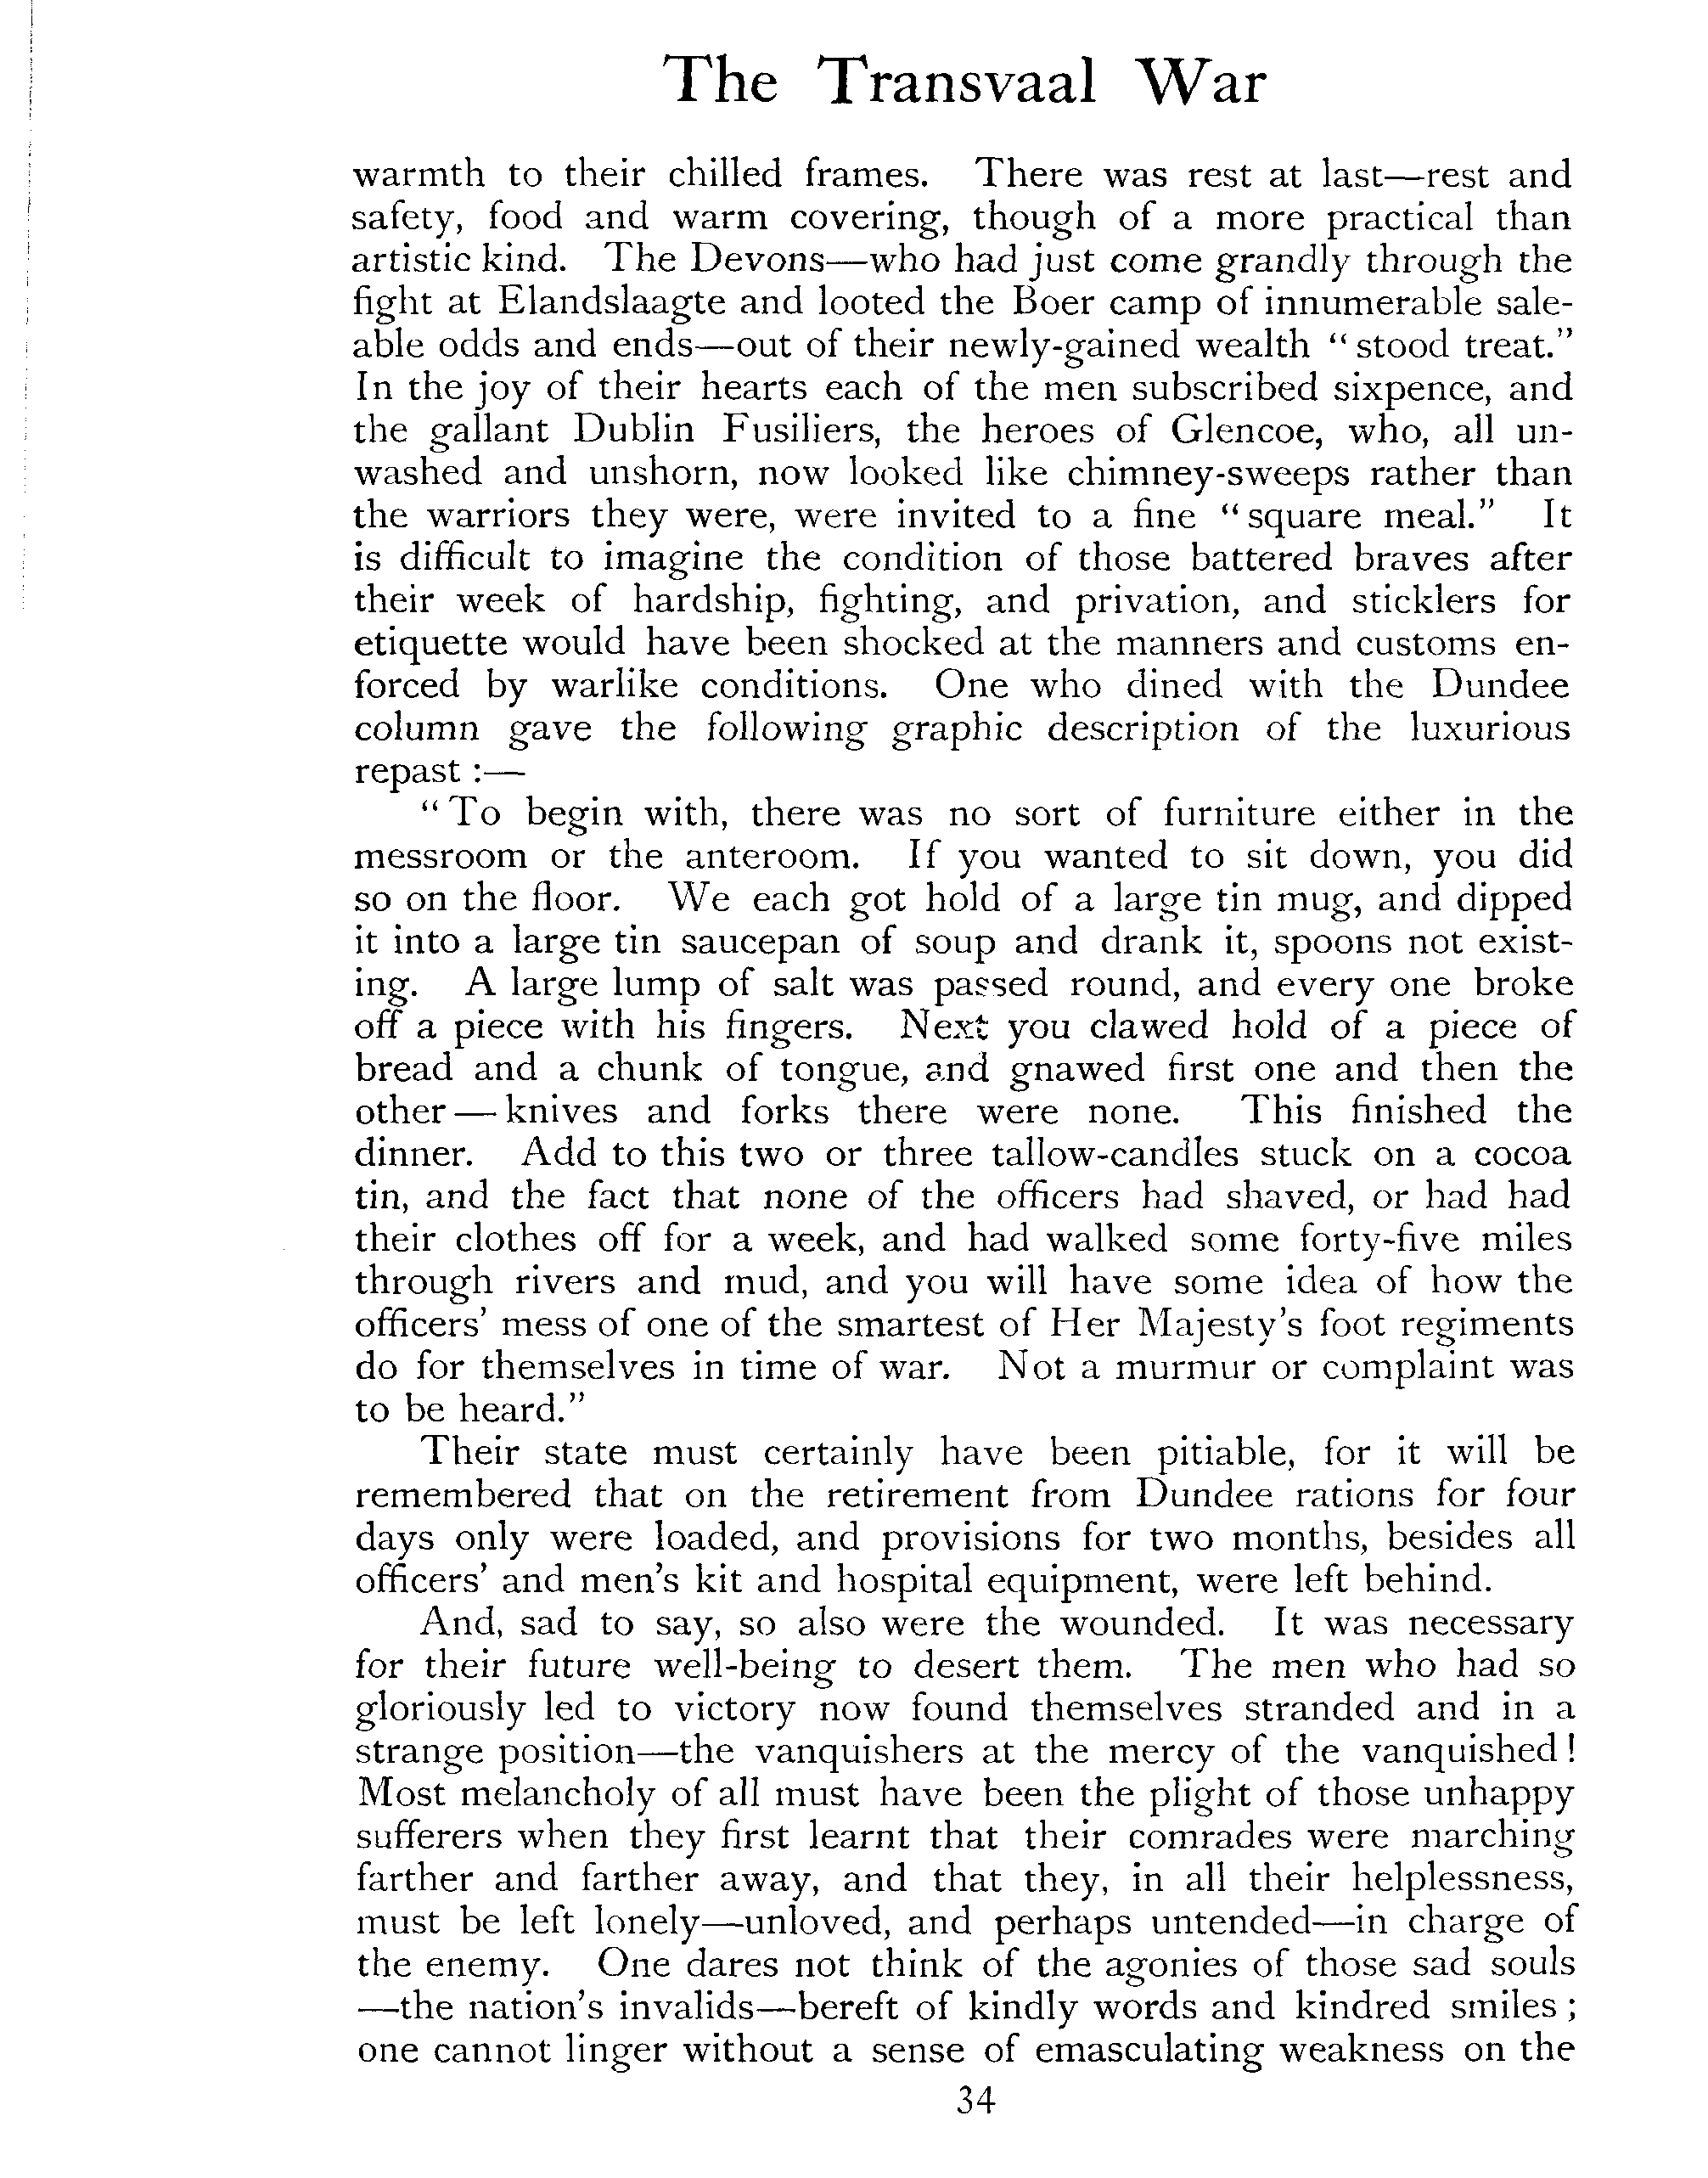 The Transvaal War
warmth to their chilled frames. There was rest at last—rest and
safety, food and warm covering, though of a more practical than
artistic kind. The Devons—who had just come grandly through the
fight at Elandslaagte and looted the Boer camp of innumerable sale-
able odds and ends—out of their newly-gained wealth "stood treat."
In the joy of their hearts each of the men subscribed sixpence, and
the gallant Dublin Fusiliers, the heroes of Glencoe, who, all un-
washed and unshorn, now looked like chimney-sweeps rather than
the warriors they were, were invited to a fine "square meal." It
is difficult to imagine the condition of those battered braves after
their week of hardship, fighting, and privation, and sticklers for
etiquette would have been shocked at the manners and customs en-
forced by warlike conditions. One who dined with the Dundee
column gave the following graphic description of the luxurious
repast :—
"To begin with, there was no sort of furniture either in the
messroom or the anteroom. If you wanted to sit down, you did
so on the floor. We each got hold of a large tin mug, and dipped
it into a large tin saucepan of soup and drank it, spoons not exist-
ing. A large lump of salt was passed round, and every one broke
off a piece with his fingers. Next you clawed hold of a piece of
bread and a chunk of tongue, and gnawed first one and then the
other — knives and forks there were none. This finished the
dinner. Add to this two or three tallow-candles stuck on a cocoa
tin, and the fact that none of the officers had shaved, or had had
their clothes off for a week, and had walked some forty-five miles
through rivers and mud, and you will have some idea of how the
officers' mess of one of the smartest of Her Majesty's foot regiments
do for themselves in time of war. Not a murmur or complaint was
to be heard."
Their state must certainly have been pitiable, for it will be
remembered that on the retirement from Dundee rations for four
days only were loaded, and provisions for two months, besides all
officers' and men's kit and hospital equipment, were left behind.
And, sad to say, so also were the wounded. It was necessary
for their future well-being to desert them. The men who had so
gloriously led to victory now found themselves stranded and in a
strange position—the vanquishers at the mercy of the vanquished!
Most melancholy of all must have been the plight of those unhappy
sufferers when they first learnt that their comrades were marching
farther and farther away, and that they, in all their helplessness,
must be left lonely—unloved, and perhaps untended—in charge of
the enemy. One dares not think of the agonies of those sad souls
—the nation's invalids—bereft of kindly words and kindred smiles ;
one cannot linger without a sense of emasculating weakness on the
34